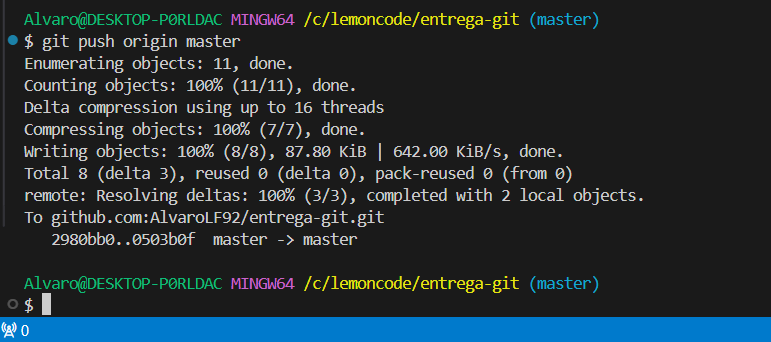 Alvaro@DESKTOP-P0RLDAC MINGW64 /c/lemoncode/entrega-git (master)
$ git push origin master
Enumerating objects: 11, done.
Counting objects: 100% (11/11), done.
Delta compression using up to 16 threads
Compressing objects: 100% (7/7), done.
Writing objects: 100% (8/8), 87.80 KiB | 642.00 KiB/s, done.
Total 8 (delta 3), reused 0 (delta 0), pack-reused 0 (from 0)
remote: Resolving deltas: 100% (3/3), completed with 2 local objects.
To github.com:AlvaroLF92/entrega-git.git
   2980bb0..0503b0f  master -> master
Alvaro@DESKTOP-P0RLDAC MINGW64 /c/lemoncode/entrega-git (master)
$
0